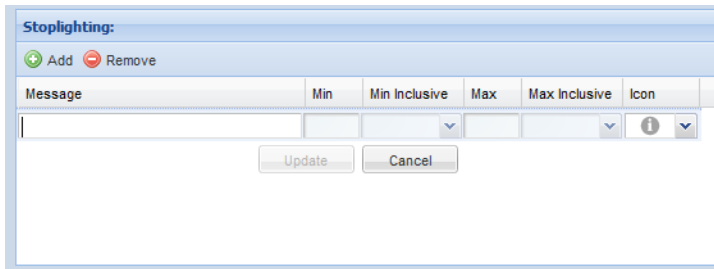 Stoplighting:
Add Remove
Message Min Min Inclusive Max Max Inclusive Icon
Update Cancel